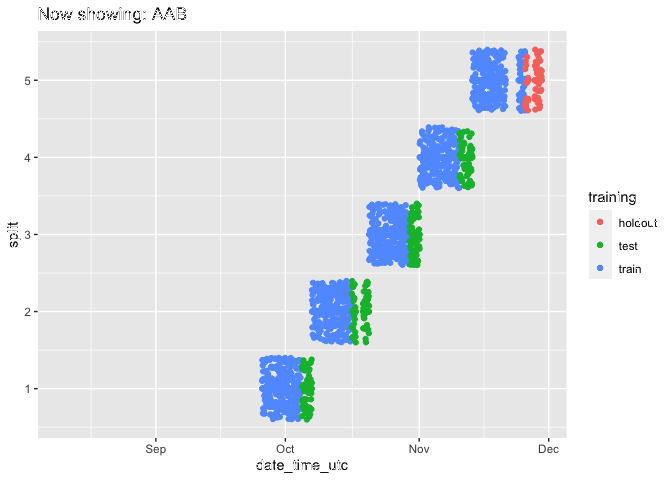 Now showing: AAB
5
4
3
2
1
split
Sep
Oct
Nov
Dec
date_time_utc
training
holdout
test
train